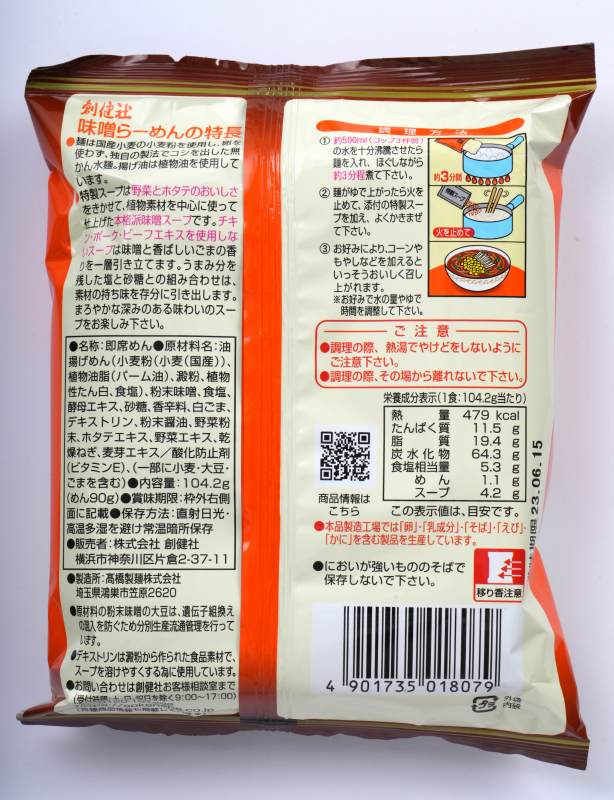 創健社
味噌らーめんの特長
●麺は国産小麦の小麦粉を使用し、卵を
使わず、独自の製法でコシを出した無
かん水麺。揚げ油は植物油を使用して
います。
●特製スープは野菜とホタテのおいしさ
をきかせて、植物素材を中心に使って
仕上げた本格派味噌スープです。チキ
ン・ポーク・ビーフエキスを使用しな
いスープは味噌と香ばしいごまの香
りを一層引き立てます。うまみ分を
残した塩と砂糖との組み合わせは、
素材の持ち味を存分に引き出します。
まろやかな深みのある味わいのスー
プをお楽しみ下さい。
●名称:即席めん●原材料名:油
揚げめん(小麦粉(小麦(国産))、
植物油脂(パーム油)、澱粉、植物
性たん白、食塩)、粉末味噌、食塩、
酵母エキス、砂糖、香辛料、白ごま、
デキストリン、粉末醤油、野菜粉
末、ホタテエキス、野菜エキス、乾
燥ねぎ、麦芽エキス/酸化防止剤
(ビタミンE)、(一部に小麦・大豆・
ごまを含む)●内容量:104.2g
(めん90g)●賞味期限:枠外右側
面に記載●保存方法:直射日光・
高温多湿を避け常温暗所保存
●販売者:株式会社 創健社
横浜市神奈川区片倉2-37-11
●製造所:髙橋製麺株式会社
埼玉県鴻巣市笠原2620
●原材料の粉末味噌の大豆は、遺伝子組換え
の混入を防ぐため分別生産流通管理を行って
います。
●デキストリンは澱粉から作られた食品素材で、
スープを溶けやすくする為に使用しています。
●お問い合わせは創健社お客様相談室まで
(受付時間:土、日、祝日を除く9:00~17:00)
調理方法
① 約500ml(コップ3杯弱)
の水を十分沸騰させたら
麺を入れ、ほぐしながら
約3分程煮て下さい。
② 麺がゆで上がったら火を
止めて、添付の特製スー
プを加え、よくかきまぜ
て下さい。
③ お好みにより、コーン
もやしなどを加えると
いっそうおいしく召し
上がれます。
※お好みで水の量やゆで
時間を調整して下さい。
約3分間
火を止めて
ご注意
●調理の際、熱湯でやけどをしないように
ご注意下さい。
●調理の際、その場から離れないで下さい。
栄養成分表示(1食:104.2g当たり)
熱量 479 kcal
たんぱく質 11.5 g
脂質 19.4 g
炭水化物 64.3 g
食塩相当量 5.3 g
めん 1.1 g
スープ 4.2 g
この表示値は、目安です。
商品情報は
こちら
期限 23.06.15
●本品製造工場では「卵」・「乳成分」・「そば」・「えび」・
「かに」を含む製品を生産しています。
●においが強いもののそばで
保存しないで下さい。
移り香注意
4 901735 018079
プラ
外袋
内袋